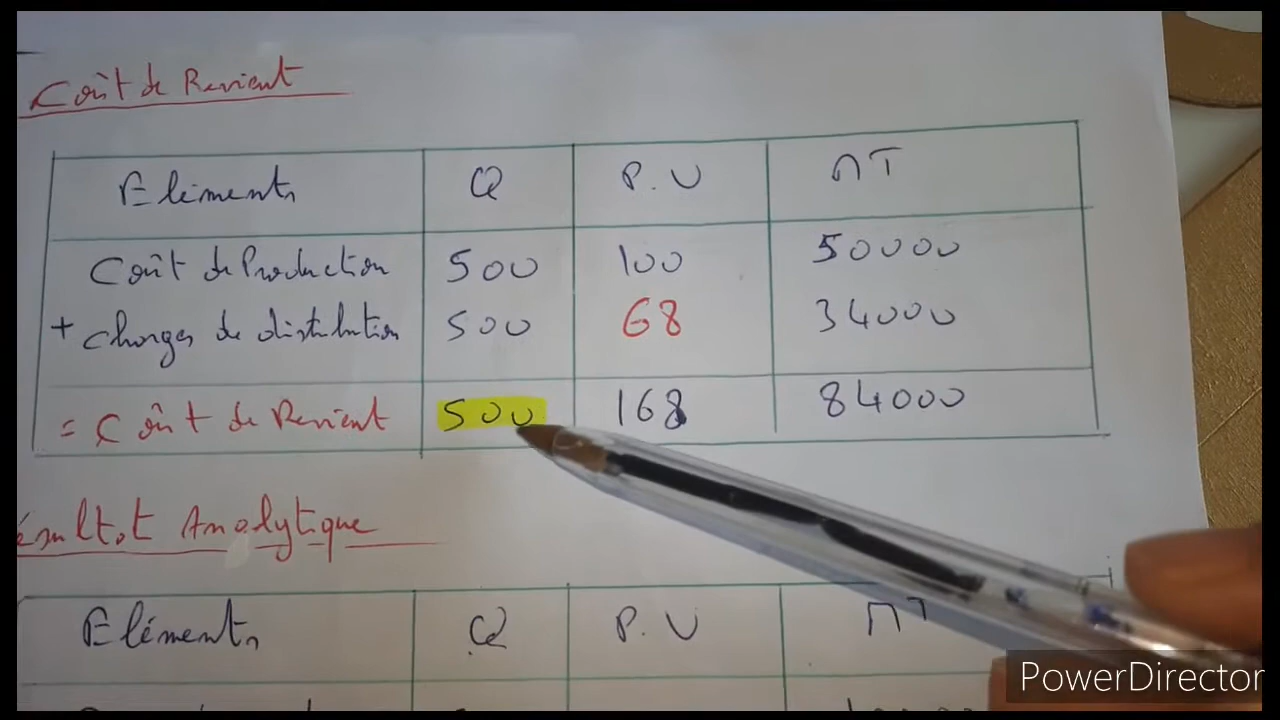 Coût de Revient
Eléments Q P.U MT
Coût de Production 500 100 50000
+ charges de distribution 500 68 34000
= Coût de Revient 500 168 84000
ésultat Analytique
Eléments Q P.U MT
PowerDirector